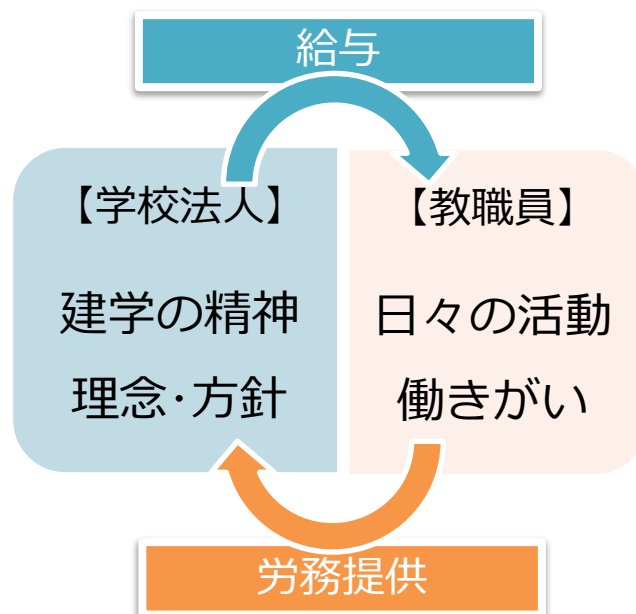 給与
【学校法人】
建学の精神
理念･方針
【教職員】
日々の活動
働きがい
労務提供